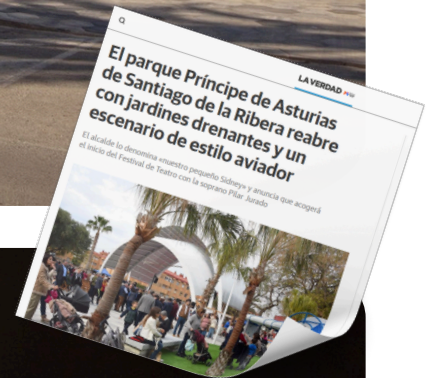 LA VERDAD
El parque Príncipe de Asturias
de Santiago de la Ribera reabre
con jardines drenantes y un
escenario de estilo aviador
El alcalde lo denomina «nuestro pequeño Sidney» y anuncia que acogerá
el inicio del Festival de Teatro con la soprano Pilar Jurado